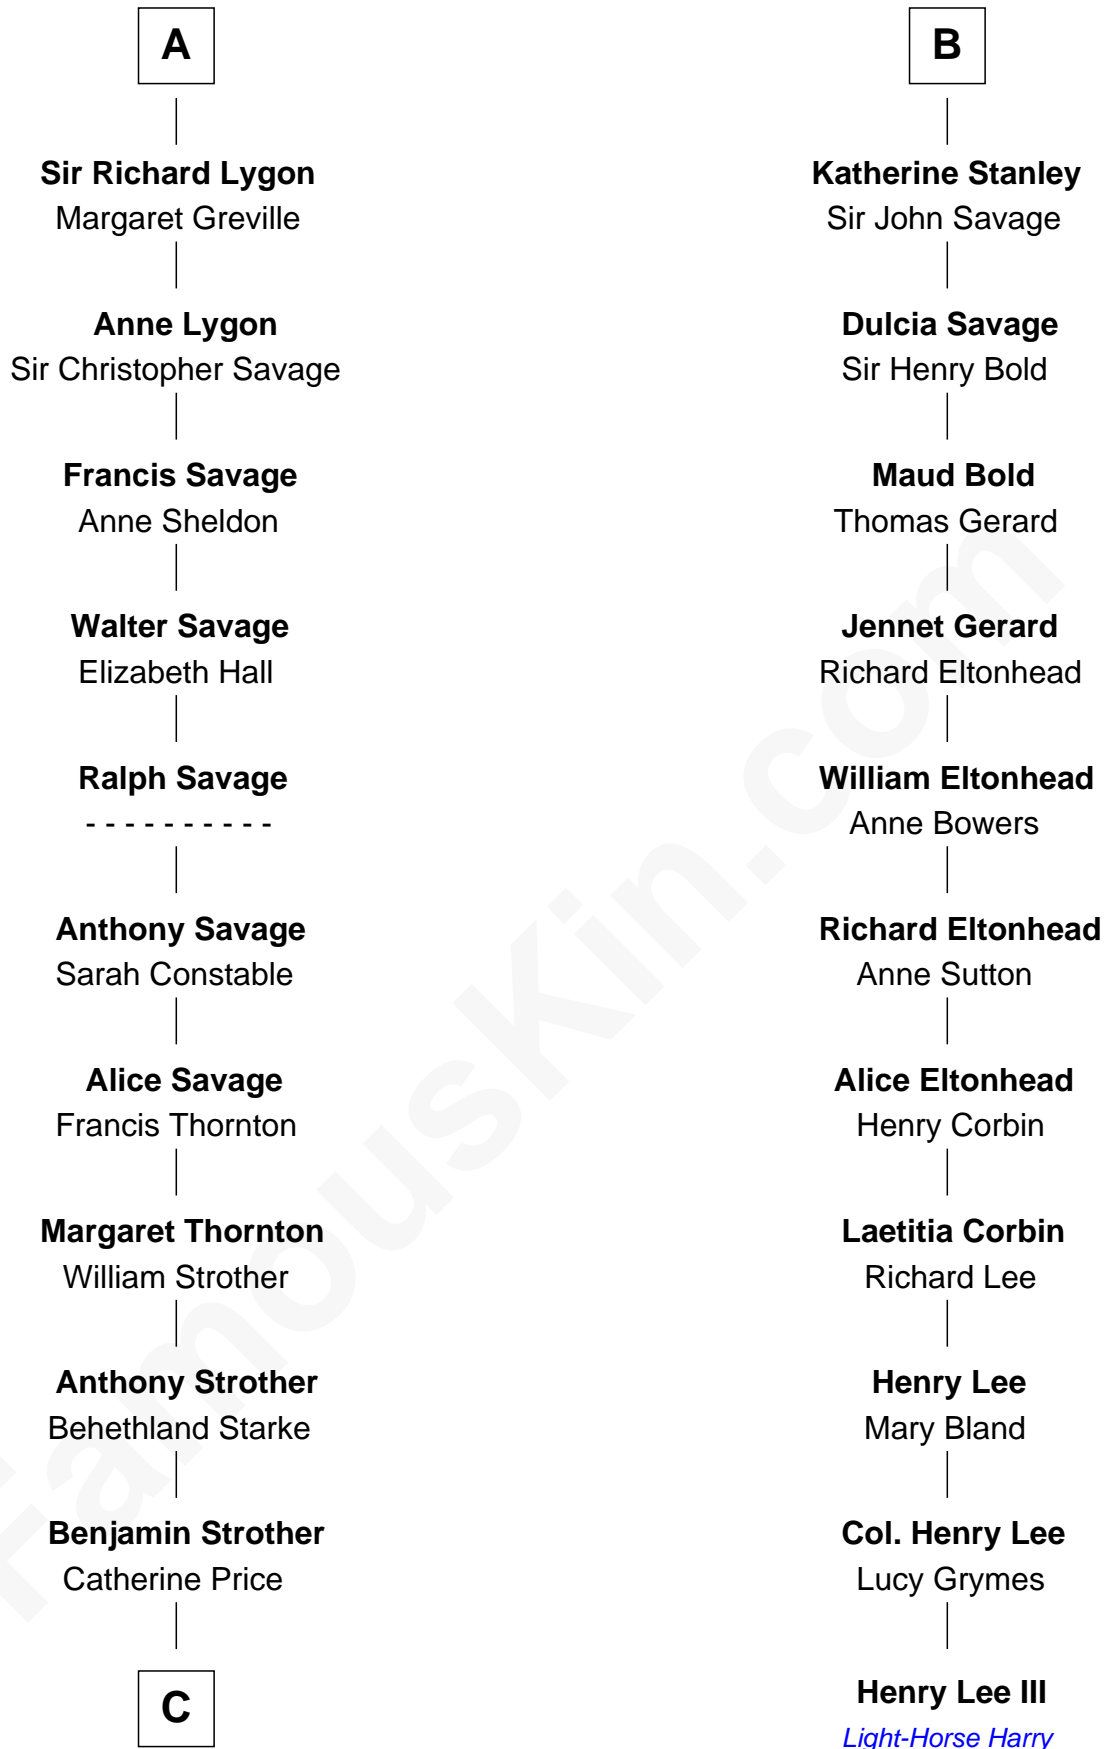 A
Sir Richard Lygon
Margaret Greville
Anne Lygon
Sir Christopher Savage
Francis Savage
Anne Sheldon
Walter Savage
Elizabeth Hall
Ralph Savage
- - - - - - - - - -
Anthony Savage
Sarah Constable
Alice Savage
Francis Thornton
Margaret Thornton
William Strother
Anthony Strother
Behethland Starke
Benjamin Strother
Catherine Price
C
B
Katherine Stanley
Sir John Savage
Dulcia Savage
Sir Henry Bold
Maud Bold
Thomas Gerard
Jennet Gerard
Richard Eltonhead
William Eltonhead
Anne Bowers
Richard Eltonhead
Anne Sutton
Alice Eltonhead
Henry Corbin
Laetitia Corbin
Richard Lee
Henry Lee
Mary Bland
Col. Henry Lee
Lucy Grymes
Henry Lee III
Light-Horse Harry
FamousKin.com